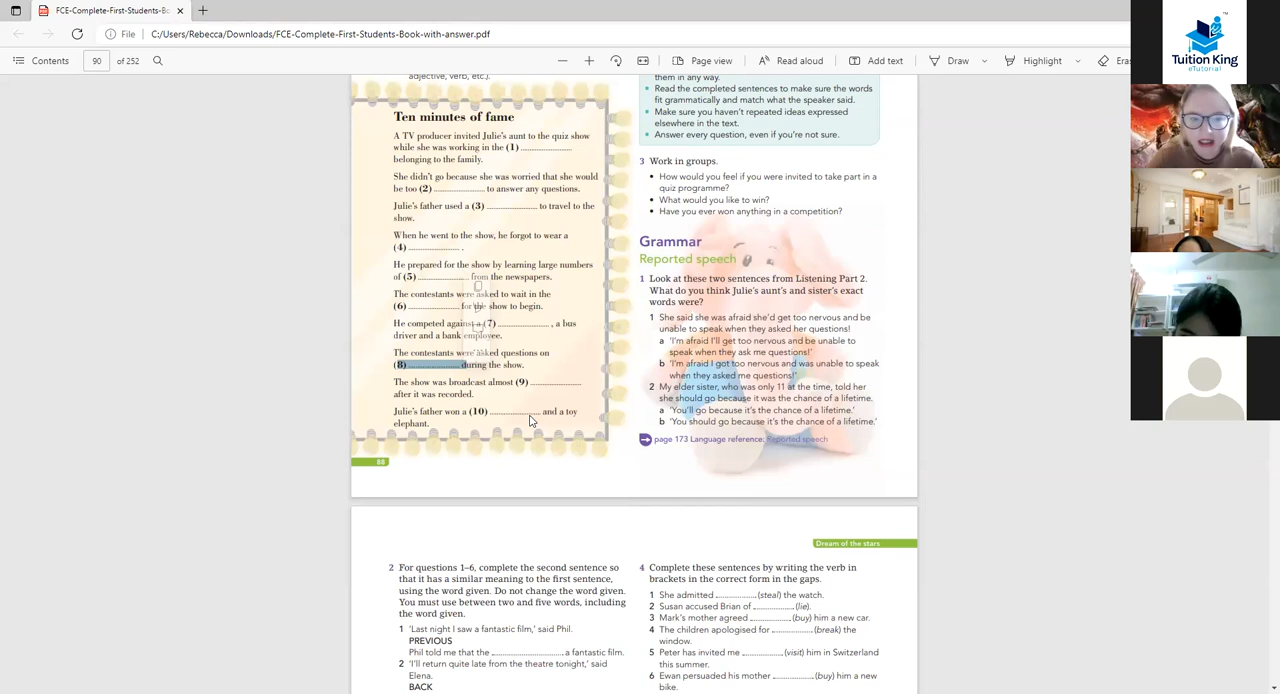 FCE-Complete-First-Students-Bo
File
C:/Users/Rebecca/Downloads/FCE-Complete-First-Students-Book-with-answer.pdf
Contents
90
of 252
Page view
Read aloud
Add text
Draw
Highlight
Eras
Tuition King
eTutorial
adjective, verb, etc.).
Ten minutes of fame
A TV producer invited Julie's aunt to the quiz show
while she was working in the (1) ....................
belonging to the family.
She didn't go because she was worried that she would
be too (2) .................... to answer any questions.
Julie's father used a (3) .................... to travel to the
show.
When he went to the show, he forgot to wear a
(4) .................... .
He prepared for the show by learning large numbers
of (5) .................... from the newspapers.
The contestants were asked to wait in the
(6) .................... for the show to begin.
He competed against a (7) .................... , a bus
driver and a bank employee.
The contestants were asked questions on
(8) .................... during the show.
The show was broadcast almost (9) ....................
after it was recorded.
Julie's father won a (10) .................... and a toy
elephant.
88
them in any way.
Read the completed sentences to make sure the words
fit grammatically and match what the speaker said.
Make sure you haven't repeated ideas expressed
elsewhere in the text.
Answer every question, even if you're not sure.
3 Work in groups.
• How would you feel if you were invited to take part in a
quiz programme?
• What would you like to win?
• Have you ever won anything in a competition?
Grammar
Reported speech
1 Look at these two sentences from Listening Part 2.
What do you think Julie's aunt's and sister's exact
words were?
1 She said she was afraid she'd get too nervous and be
unable to speak when they asked her questions!
a 'I'm afraid I'll get too nervous and be unable to
speak when they ask me questions!'
b 'I'm afraid I got too nervous and was unable to speak
when they asked me questions!'
2 My elder sister, who was only 11 at the time, told her
she should go because it was the chance of a lifetime.
a 'You'll go because it's the chance of a lifetime.'
b 'You should go because it's the chance of a lifetime.'
page 173 Language reference: Reported speech
Dream of the stars
2 For questions 1–6, complete the second sentence so
that it has a similar meaning to the first sentence,
using the word given. Do not change the word given.
You must use between two and five words, including
the word given.
1 'Last night I saw a fantastic film,' said Phil.
PREVIOUS
Phil told me that the .................... a fantastic film.
2 'I'll return quite late from the theatre tonight,' said
Elena.
BACK
4 Complete these sentences by writing the verb in
brackets in the correct form in the gaps.
1 She admitted .............. (steal) the watch.
2 Susan accused Brian of .............. (lie).
3 Mark's mother agreed .............. (buy) him a new car.
4 The children apologised for .............. (break) the
window.
5 Peter has invited me .............. (visit) him in Switzerland
this summer.
6 Ewan persuaded his mother .............. (buy) him a new
bike.